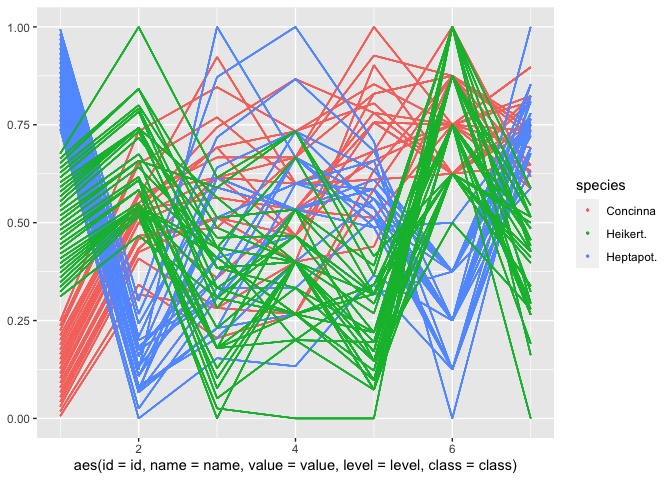 1.00
0.75
0.50
0.25
0.00
2
4
6
aes(id = id, name = name, value = value, level = level, class = class)
species
Concinna
Heikert.
Heptapot.